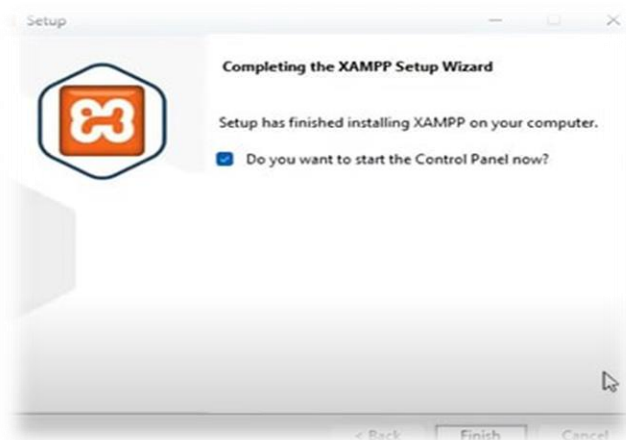 Setup
Completing the XAMPP Setup Wizard
Setup has finished installing XAMPP on your computer.
Do you want to start the Control Panel now?
< Back Finish Cancel